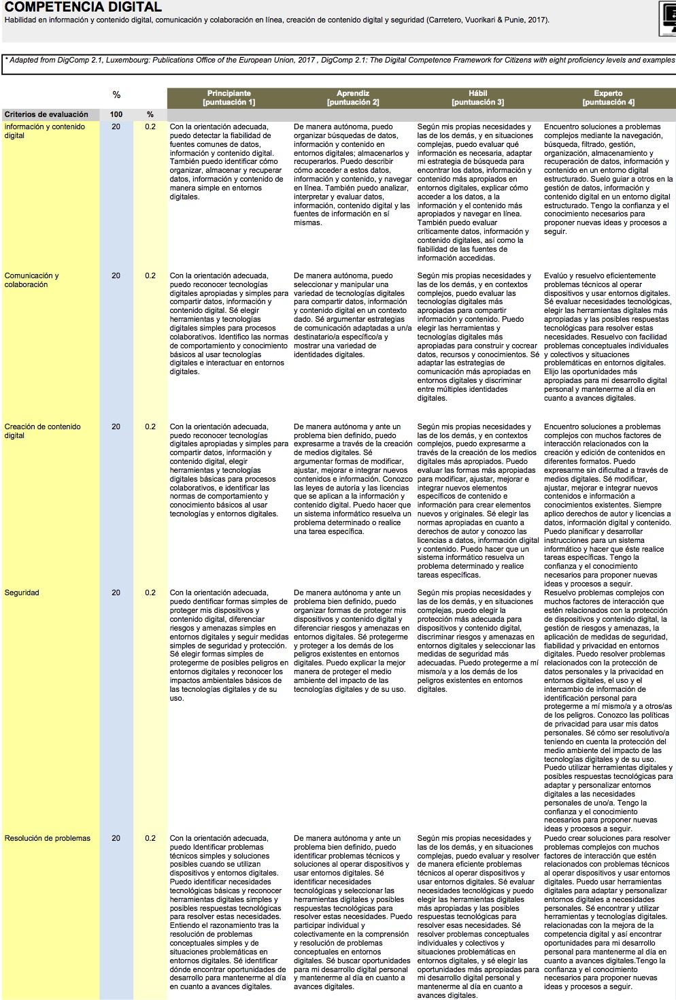 COMPETENCIA DIGITAL
Habilidad en información y contenido digital, comunicación y colaboración en línea, creación de contenido digital y seguridad (Carretero, Vuorikari & Punie, 2017).
* Adapted from DigComp 2.1, Luxembourg: Publications Office of the European Union, 2017 , DigComp 2.1: The Digital Competence Framework for Citizens with eight proficiency levels and examples
%
Principiante
[puntuación 1]
Aprendiz
[puntuación 2]
Hábil
[puntuación 3]
Experto
[puntuación 4]
Criterios de evaluación
100
%
información y contenido
digital
20
0.2
Con la orientación adecuada,
puedo detectar la fiabilidad de
fuentes comunes de datos,
información y contenido digital.
También puedo identificar cómo
organizar, almacenar y recuperar
datos, información y contenido de
manera simple en entornos
digitales.
De manera autónoma, puedo
organizar búsquedas de datos,
información y contenido en
entornos digitales; almacenarlos y
recuperarlos. Puedo describir
cómo acceder a estos datos,
información y contenido, y navegar
en línea. También puedo analizar,
interpretar y evaluar datos,
información, contenido digital y las
fuentes de información en sí
mismas.
Según mis propias necesidades y
las de los demás, y en situaciones
complejas, puedo evaluar qué
información es necesaria, adaptar
mi estrategia de búsqueda para
encontrar los datos, información y
contenido más apropiados en
entornos digitales, explicar cómo
acceder a los datos, a la
información y el contenido más
apropiados y navegar en línea.
También puedo evaluar
críticamente datos, información y
contenido digitales, así como la
fiabilidad de las fuentes de
información accedidas.
Encuentro soluciones a problemas
complejos mediante la navegación,
búsqueda, filtrado, gestión,
organización, almacenamiento y
recuperación de datos, información y
contenido en un entorno digital
estructurado. Suelo guiar a otros en la
gestión de datos, información y
contenido digital en un entorno digital
estructurado. Tengo la confianza y el
conocimiento necesarios para
proponer nuevas ideas y procesos a
seguir.
Comunicación y
colaboración
20
0.2
Con la orientación adecuada,
puedo reconocer tecnologías
digitales apropiadas y simples para
compartir datos, información y
contenido digital. Sé elegir
herramientas y tecnologías
digitales simples para procesos
colaborativos. Identifico las normas
de comportamiento y conocimiento
básicos al usar tecnologías
digitales e interactuar en entornos
digitales.
De manera autónoma, puedo
seleccionar y manipular una
variedad de tecnologías digitales
para compartir datos, información
y contenido digital en un contexto
dado. Sé argumentar estrategias
de comunicación adaptadas a un/a
destinatario/a específico/a y
mostrar una variedad de
identidades digitales.
Según mis propias necesidades y
las de los demás, y en contextos
complejos, puedo evaluar las
tecnologías digitales más
apropiadas para compartir
información y contenido. Puedo
elegir las herramientas y
tecnologías digitales más
apropiadas para construir y cocrear
datos, recursos y conocimientos. Sé
adaptar las estrategias de
comunicación más apropiadas en
entornos digitales y discriminar
entre múltiples identidades
digitales.
Evalúo y resuelvo eficientemente
problemas técnicos al operar
dispositivos y usar entornos digitales.
Sé evaluar necesidades tecnológicas,
elegir las herramientas digitales más
apropiadas y las posibles respuestas
tecnológicas para resolver estas
necesidades. Resuelvo con facilidad
problemas conceptuales individuales
y colectivos y situaciones
problemáticas en entornos digitales.
Elijo las oportunidades más
apropiadas para mi desarrollo digital
personal y mantenerme al día en
cuanto a avances digitales.
Creación de contenido
digital
20
0.2
Con la orientación adecuada,
puedo reconocer tecnologías
digitales apropiadas y simples para
compartir datos, información y
contenido digital, elegir
herramientas y tecnologías
digitales básicas para procesos
colaborativos, e identificar las
normas de comportamiento y
conocimiento básicos al usar
tecnologías y entornos digitales.
De manera autónoma y ante un
problema bien definido, puedo
expresarme a través de la creación
de medios digitales. Sé
argumentar formas de modificar,
ajustar, mejorar e integrar nuevos
contenidos e información. Conozco
las leyes de autoría y las licencias
que se aplican a la información y
contenido digital. Puedo hacer que
un sistema informático resuelva un
problema determinado o realice
una tarea específica.
Según mis propias necesidades y
las de los demás, y en contextos
complejos, puedo expresarme a
través de la creación de los medios
digitales más apropiados. Puedo
evaluar las formas más apropiadas
para modificar, ajustar, mejorar e
integrar nuevos elementos
específicos de contenido e
información para crear elementos
nuevos y originales. Sé elegir las
normas apropiadas en cuanto a
derechos de autor y conozco las
licencias a datos, información digital
y contenido. Puedo hacer que un
sistema informático resuelva un
problema determinado y realice
tareas específicas.
Encuentro soluciones a problemas
complejos con muchos factores de
interacción relacionados con la
creación y edición de contenidos en
diferentes formatos. Puedo
expresarme sin dificultad a través de
medios digitales. Sé modificar,
ajustar, mejorar e integrar nuevos
contenidos e información a
conocimientos existentes. Siempre
aplico derechos de autor y licencias a
datos, información digital y contenido.
Puedo planificar y desarrollar
instrucciones para un sistema
informático y hacer que éste realice
tareas específicas. Tengo la
confianza y el conocimiento
necesarios para proponer nuevas
ideas y procesos a seguir.
Seguridad
20
0.2
Con la orientación adecuada,
puedo dentificar formas simples de
proteger mis dispositivos y
contenido digital, diferenciar
riesgos y amenazas simples en
entornos digitales y seguir medidas
simples de seguridad y protección.
Sé elegir formas simples de
protegerme de posibles peligros en
entornos digitales y reconocer los
impactos ambientales básicos de
las tecnologías digitales y de su
uso.
De manera autónoma y ante un
problema bien definido, puedo
organizar formas de proteger mis
dispositivos y contenido digital y
diferenciar riesgos y amenazas en
entornos digitales. Sé protegerme
y proteger a los demás de los
peligros existentes en entornos
digitales. Puedo explicar la mejor
manera de proteger el medio
ambiente del impacto de las
tecnologías digitales y de su uso.
Según mis propias necesidades y
las de los demás, y en situaciones
complejas, puedo elegir la
protección más adecuada para
dispositivos y contenido digital,
discriminar riesgos y amenazas en
entornos digitales y seleccionar las
medidas de seguridad más
adecuadas. Puedo protegerme a mí
mismo/a y a los demás de los
peligros existentes en entornos
digitales.
Resuelvo problemas complejos con
muchos factores de interacción que
estén relacionados con la protección
de dispositivos y contenido digital, la
gestión de riesgos y amenazas, la
aplicación de medidas de seguridad,
fiabilidad y privacidad en entornos
digitales. Puedo resolver problemas
relacionados con la protección de
datos personales y la privacidad en
entornos digitales, el uso y el
intercambio de información de
identificación personal para
protegerme a mí mismo/a y a otros/as
de los peligros. Conozco las políticas
de privacidad para usar mis datos
personales. Sé cómo ser resolutivo/a
teniendo en cuenta la protección del
medio ambiente del impacto de las
tecnologías digitales y de su uso.
Puedo utilizar herramientas digitales y
posibles respuestas tecnológicas para
adaptar y personalizar entornos
digitales a las necesidades
personales de uno/a. Tengo la
confianza y el conocimiento
necesarios para proponer nuevas
ideas y procesos a seguir.
Resolución de problemas
20
0.2
Con la orientación adecuada,
puedo Identificar problemas
técnicos simples y soluciones
posibles cuando se utilizan
dispositivos y entornos digitales.
Puedo identificar necesidades
tecnológicas básicas y reconocer
herramientas digitales simples y
posibles respuestas tecnológicas
para resolver estas necesidades.
Entiendo el razonamiento tras la
resolución de problemas
conceptuales simples y de
situaciones problemáticas en
entornos digitales. Sé identificar
dónde encontrar oportunidades de
desarrollo para mantenerme al día
en cuanto a avances digitales.
De manera autónoma y ante un
problema bien definido, puedo
identificar problemas técnicos y
soluciones al operar dispositivos y
usar entornos digitales. Sé
identificar necesidades
tecnológicas y seleccionar las
herramientas digitales y posibles
respuestas tecnológicas para
resolver estas necesidades. Puedo
participar individual y
colectivamente en la comprensión
y resolución de problemas
conceptuales en entornos
digitales. Sé buscar oportunidades
para mi desarrollo digital personal
y mantenerme al día en cuanto a
avances digitales.
Según mis propias necesidades y
las de los demás, y en situaciones
complejas, puedo evaluar y resolver
de manera eficiente problemas
técnicos al operar dispositivos y
usar entornos digitales. Sé evaluar
necesidades tecnológicas y puedo
elegir las herramientas digitales
más apropiadas y las posibles
respuestas tecnológicas para
resolver esas necesidades. Sé
resolver problemas conceptuales
individuales y colectivos y
situaciones problemáticas en
entornos digitales, y sé elegir las
oportunidades más apropiadas para
mi desarrollo digital personal y
mantenerme al día en cuanto a
avances digitales.
Puedo crear soluciones para resolver
problemas complejos con muchos
factores de interacción que estén
relacionados con problemas técnicos
al operar dispositivos y usar entornos
digitales. Puedo usar herramientas
digitales para adaptar y personalizar
entornos digitales a necesidades
personales. Sé encontrar y utilizar
herramientas y tecnologías digitales.
relacionadas con la mejora de la
competencia digital y así encontrar
oportunidades para mi desarrollo
personal para mantenerme al día en
cuanto a avances digitales.Tengo la
confianza y el conocimiento
necesarios para proponer nuevas
ideas y procesos a seguir.